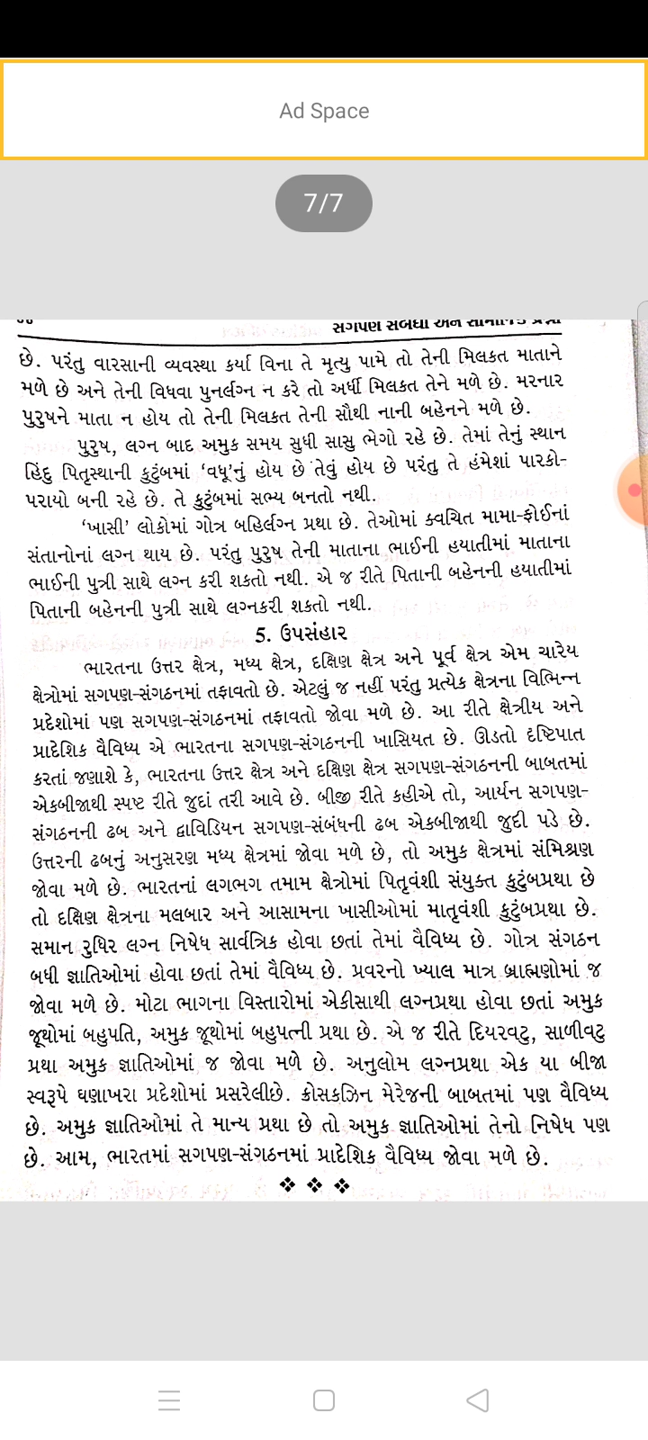 Ad Space
7/7
સગપણ સંબંધી અને સામાજિક પ્રશ્નો
છે. પરંતુ વારસાની વ્યવસ્થા કર્યા વિના તે મૃત્યુ પામે તો તેની મિલકત માતાને
મળે છે અને તેની વિધવા પુનર્લગ્ન ન કરે તો અર્ધી મિલકત તેને મળે છે. મરનાર
પુરુષને માતા ન હોય તો તેની મિલકત તેની સૌથી નાની બહેનને મળે છે.
પુરુષ, લગ્ન બાદ અમુક સમય સુધી સાસુ ભેગો રહે છે. તેમાં તેનું સ્થાન
હિંદુ પિતૃસ્થાની કુટુંબમાં ‘વધૂ’નું હોય છે તેવું હોય છે પરંતુ તે હંમેશાં પારકો-
પરાયો બની રહે છે. તે કુટુંબમાં સભ્ય બનતો નથી.
‘ખાસી’ લોકોમાં ગોત્ર બહિર્લગ્ન પ્રથા છે. તેઓમાં ક્વચિત મામા-ફોઈનાં
સંતાનોનાં લગ્ન થાય છે. પરંતુ પુરુષ તેની માતાના ભાઈની હયાતીમાં માતાના
ભાઈની પુત્રી સાથે લગ્ન કરી શકતો નથી. એ જ રીતે પિતાની બહેનની હયાતીમાં
પિતાની બહેનની પુત્રી સાથે લગ્નકરી શકતો નથી.
5. ઉપસંહાર
ભારતના ઉત્તર ક્ષેત્ર, મધ્ય ક્ષેત્ર, દક્ષિણ ક્ષેત્ર અને પૂર્વ ક્ષેત્ર એમ ચારેય
ક્ષેત્રોમાં સગપણ-સંગઠનમાં તફાવતો છે. એટલું જ નહીં પરંતુ પ્રત્યેક ક્ષેત્રના વિભિન્ન
પ્રદેશોમાં પણ સગપણ-સંગઠનમાં તફાવતો જોવા મળે છે. આ રીતે ક્ષેત્રીય અને
પ્રાદેશિક વૈવિધ્ય એ ભારતના સગપણ-સંગઠનની ખાસિયત છે. ઊડતો દૃષ્ટિપાત
કરતાં જણાશે કે, ભારતના ઉત્તર ક્ષેત્ર અને દક્ષિણ ક્ષેત્ર સગપણ-સંગઠનની બાબતમાં
એકબીજાથી સ્પષ્ટ રીતે જુદાં તરી આવે છે. બીજી રીતે કહીએ તો, આર્યન સગપણ-
સંગઠનની ઢબ અને દ્રાવિડિયન સગપણ-સંબંધની ઢબ એકબીજાથી જુદી પડે છે.
ઉત્તરની ઢબનું અનુસરણ મધ્ય ક્ષેત્રમાં જોવા મળે છે, તો અમુક ક્ષેત્રમાં સંમિશ્રણ
જોવા મળે છે. ભારતનાં લગભગ તમામ ક્ષેત્રોમાં પિતૃવંશી સંયુક્ત કુટુંબપ્રથા છે
તો દક્ષિણ ક્ષેત્રના મલબાર અને આસામના ખાસીઓમાં માતૃવંશી કુટુંબપ્રથા છે.
સમાન રુધિર લગ્ન નિષેધ સાર્વત્રિક હોવા છતાં તેમાં વૈવિધ્ય છે. ગોત્ર સંગઠન
બધી જ્ઞાતિઓમાં હોવા છતાં તેમાં વૈવિધ્ય છે. પ્રવરનો ખ્યાલ માત્ર બ્રાહ્મણોમાં જ
જોવા મળે છે. મોટા ભાગના વિસ્તારોમાં એકીસાથી લગ્નપ્રથા હોવા છતાં અમુક
જૂથોમાં બહુપતિ, અમુક જૂથોમાં બહુપત્ની પ્રથા છે. એ જ રીતે દિયરવટુ, સાળીવટુ
પ્રથા અમુક જ્ઞાતિઓમાં જ જોવા મળે છે. અનુલોમ લગ્નપ્રથા એક યા બીજા
સ્વરૂપે ઘણાખરા પ્રદેશોમાં પ્રસરેલીછે. ક્રોસકઝિન મેરેજની બાબતમાં પણ વૈવિધ્ય
છે. અમુક જ્ઞાતિઓમાં તે માન્ય પ્રથા છે તો અમુક જ્ઞાતિઓમાં તેનો નિષેધ પણ
છે. આમ, ભારતમાં સગપણ-સંગઠનમાં પ્રાદેશિક વૈવિધ્ય જોવા મળે છે.